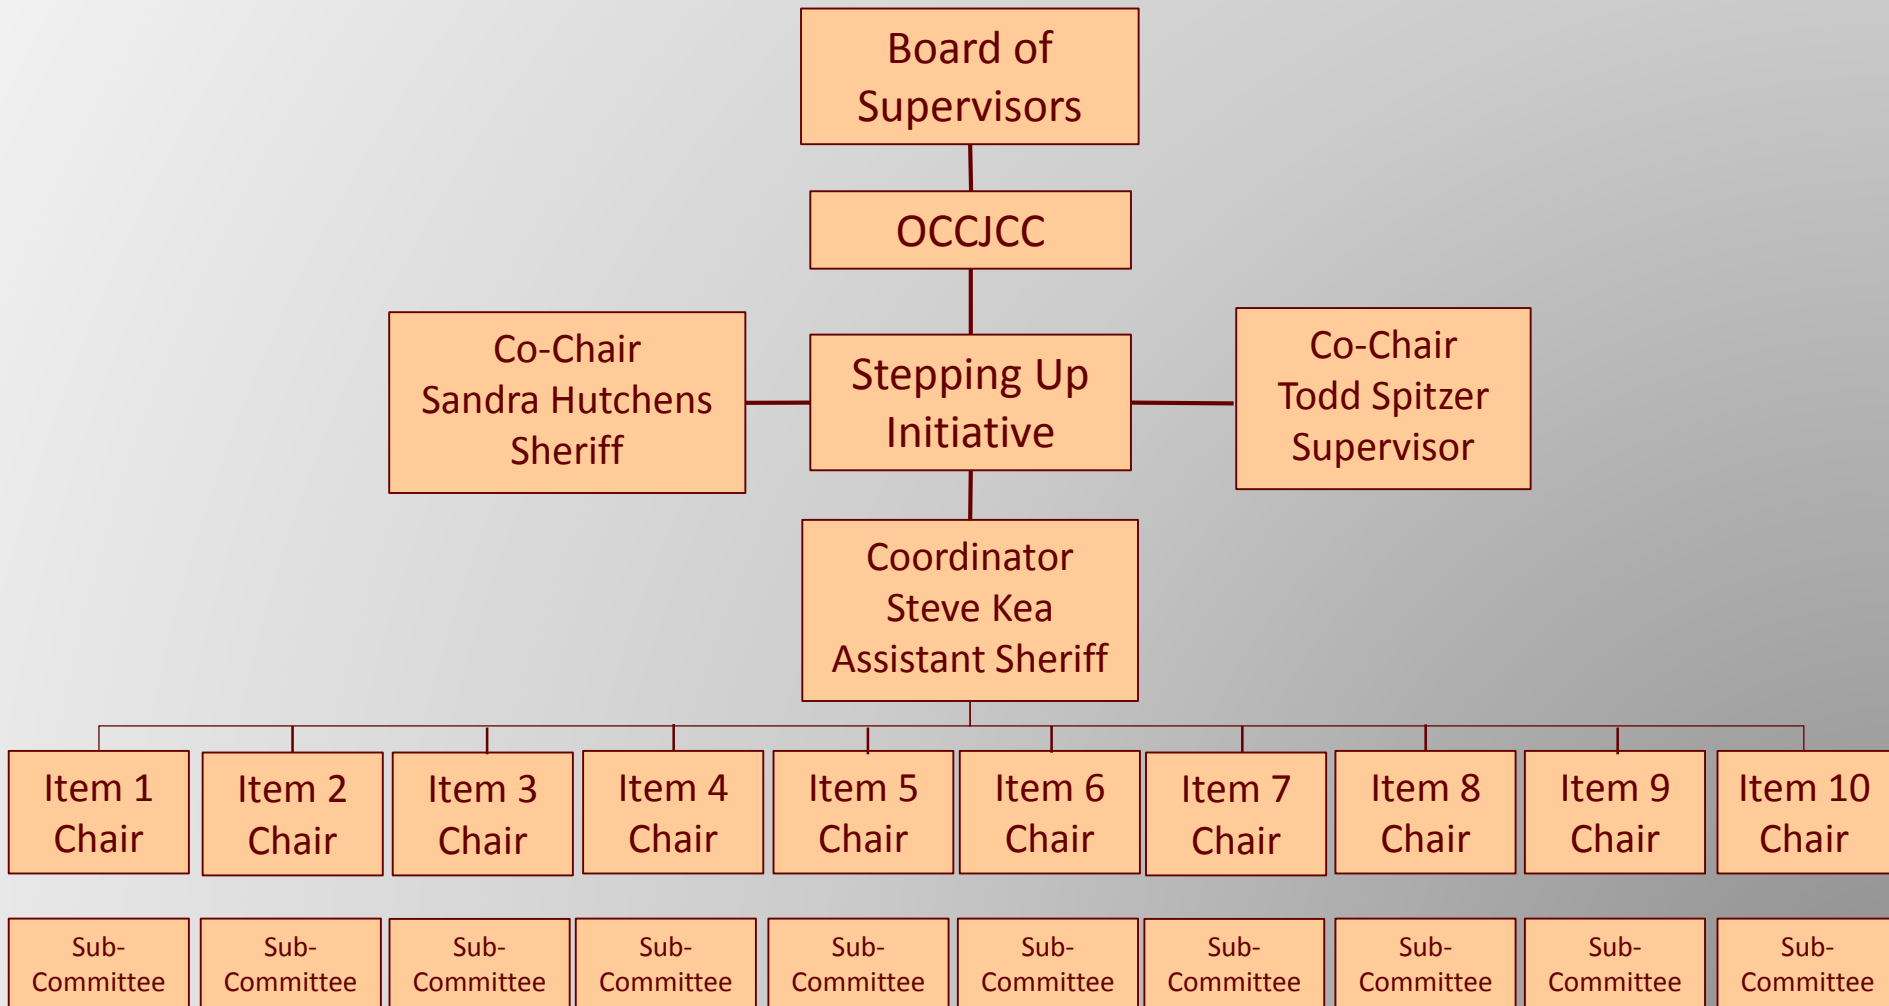 Board of
Supervisors
OCCJCC
Co-Chair
Sandra Hutchens
Sheriff
Stepping Up
Initiative
Co-Chair
Todd Spitzer
Supervisor
Coordinator
Steve Kea
Assistant Sheriff
Item 1
Chair
Item 2
Chair
Item 3
Chair
Item 4
Chair
Item 5
Chair
Item 6
Chair
Item 7
Chair
Item 8
Chair
Item 9
Chair
Item 10
Chair
Sub-
Committee
Sub-
Committee
Sub-
Committee
Sub-
Committee
Sub-
Committee
Sub-
Committee
Sub-
Committee
Sub-
Committee
Sub-
Committee
Sub-
Committee